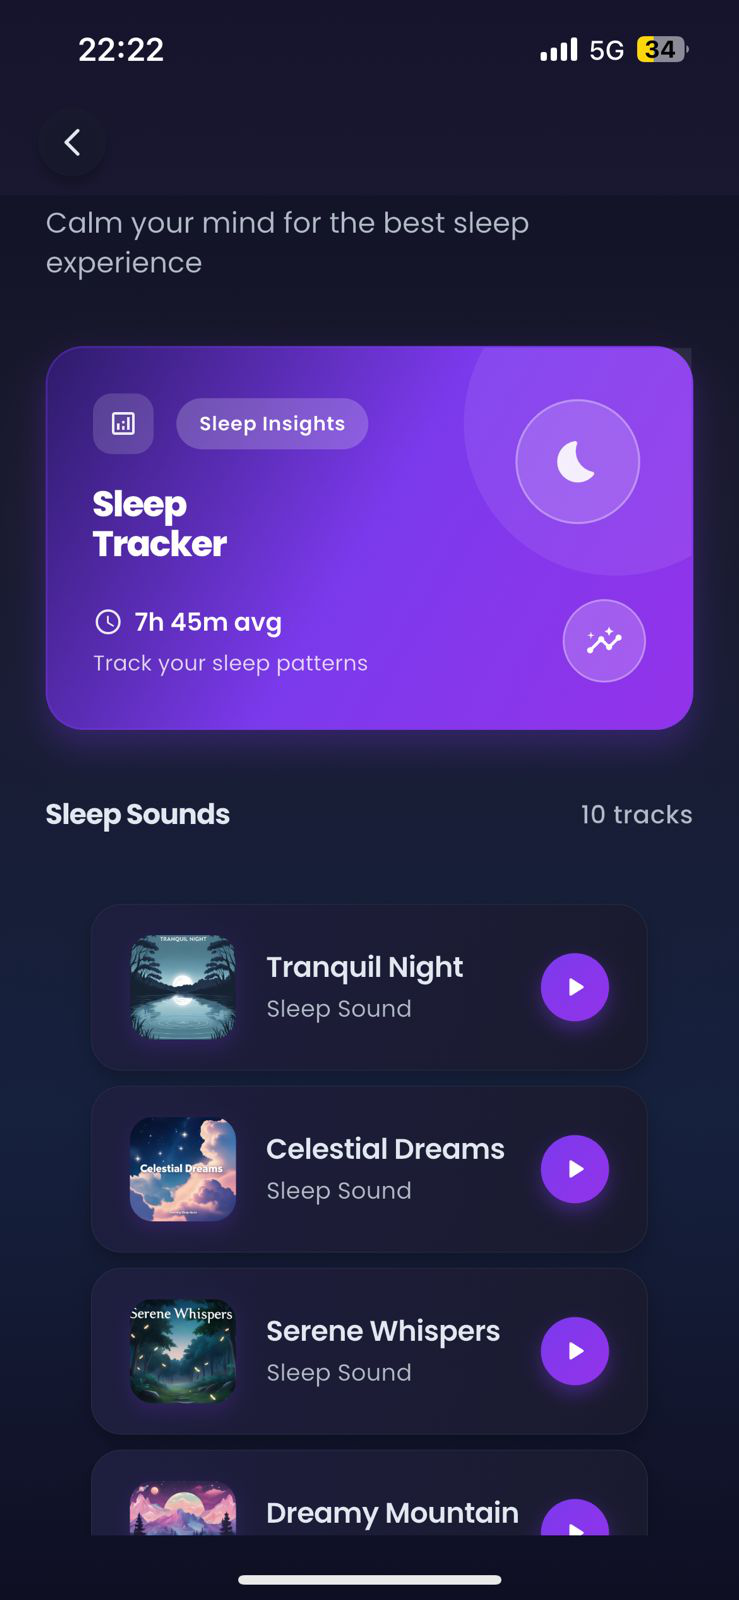 22:22
5G
34
Calm your mind for the best sleep
experience
Sleep Insights
Sleep
Tracker
7h 45m avg
Track your sleep patterns
Sleep Sounds
10 tracks
TRANQUIL NIGHT
Tranquil Night
Sleep Sound
Celestial Dreams
Celestial Dreams
Sleep Sound
Serene Whispers
Serene Whispers
Sleep Sound
Dreamy Mountain